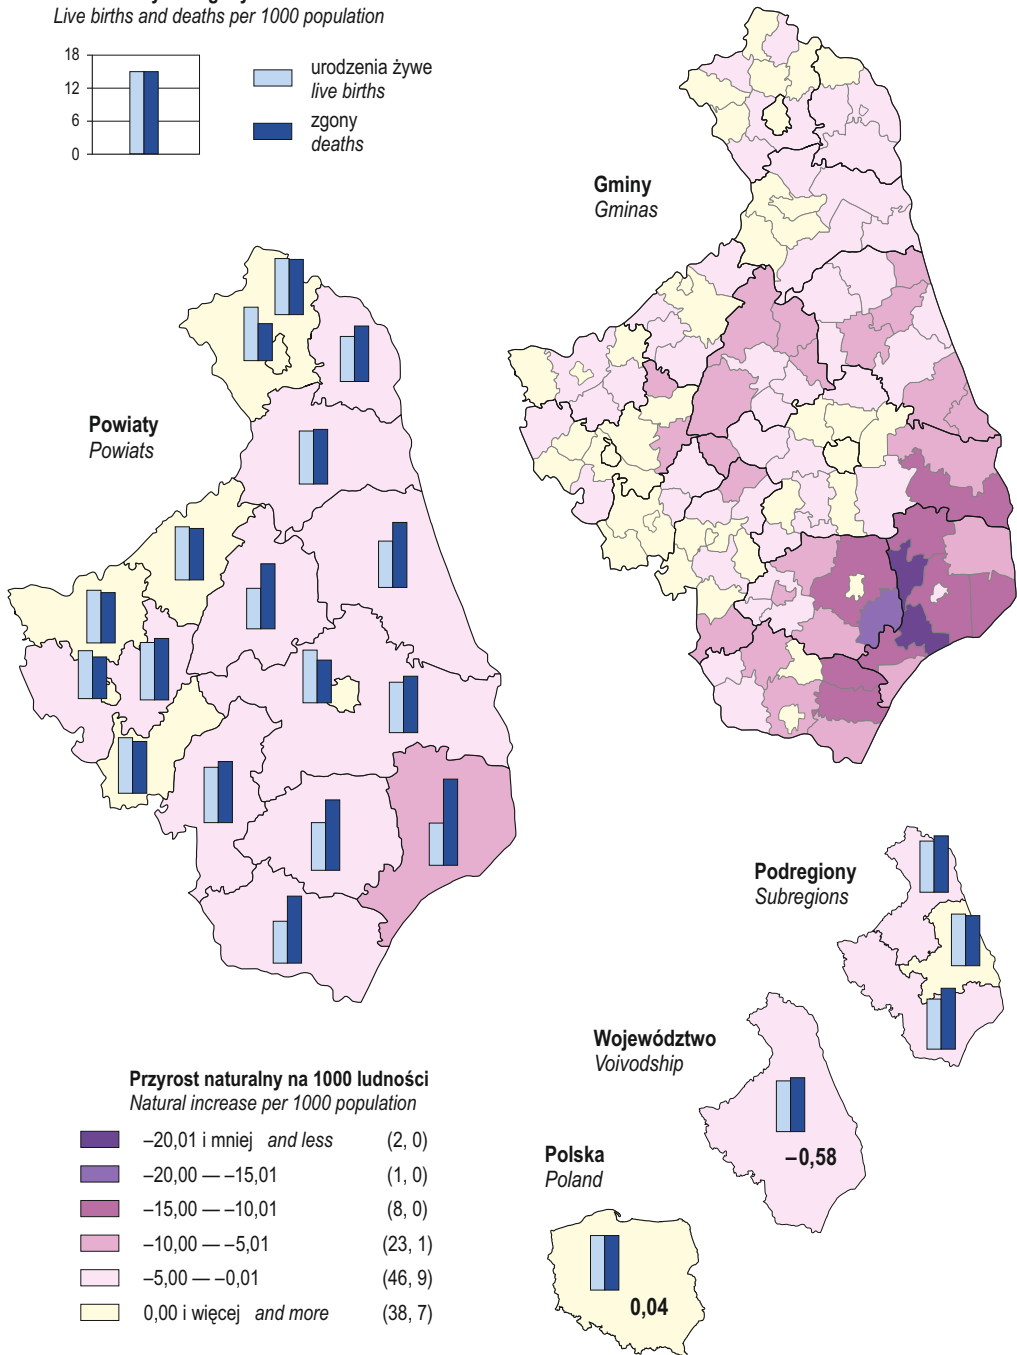 Live births and deaths per 1000 population
18
12
6
0
urodzenia żywe
live births
zgony
deaths
Gminy
Gminas
Powiaty
Powiats
Podregiony
Subregions
Województwo
Voivodship
–0,58
Polska
Poland
0,04
Przyrost naturalny na 1000 ludności
Natural increase per 1000 population
–20,01 i mniej and less (2, 0)
–20,00 — –15,01 (1, 0)
–15,00 — –10,01 (8, 0)
–10,00 — –5,01 (23, 1)
–5,00 — –0,01 (46, 9)
0,00 i więcej and more (38, 7)